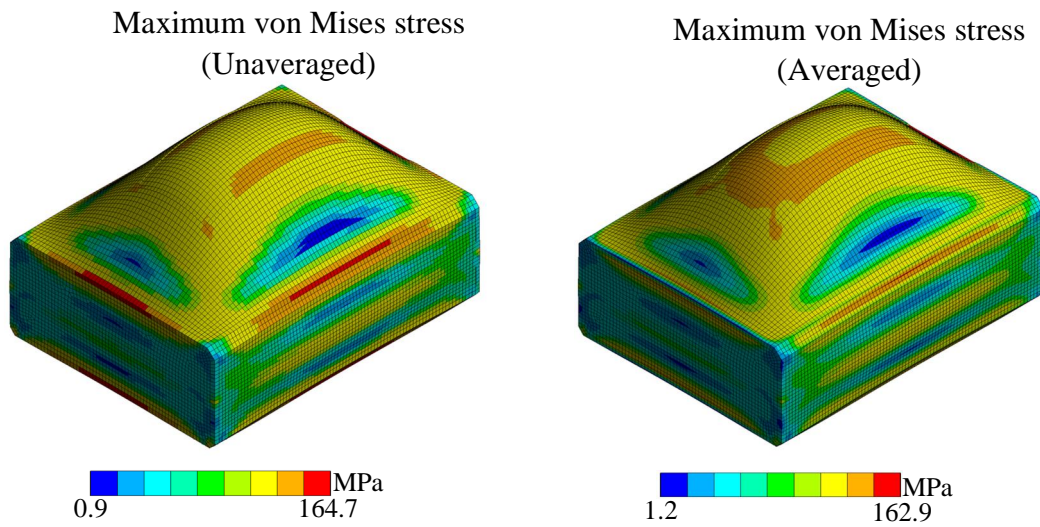 Maximum von Mises stress
(Unaveraged)
Maximum von Mises stress
(Averaged)
MPa
0.9
164.7
MPa
1.2
162.9